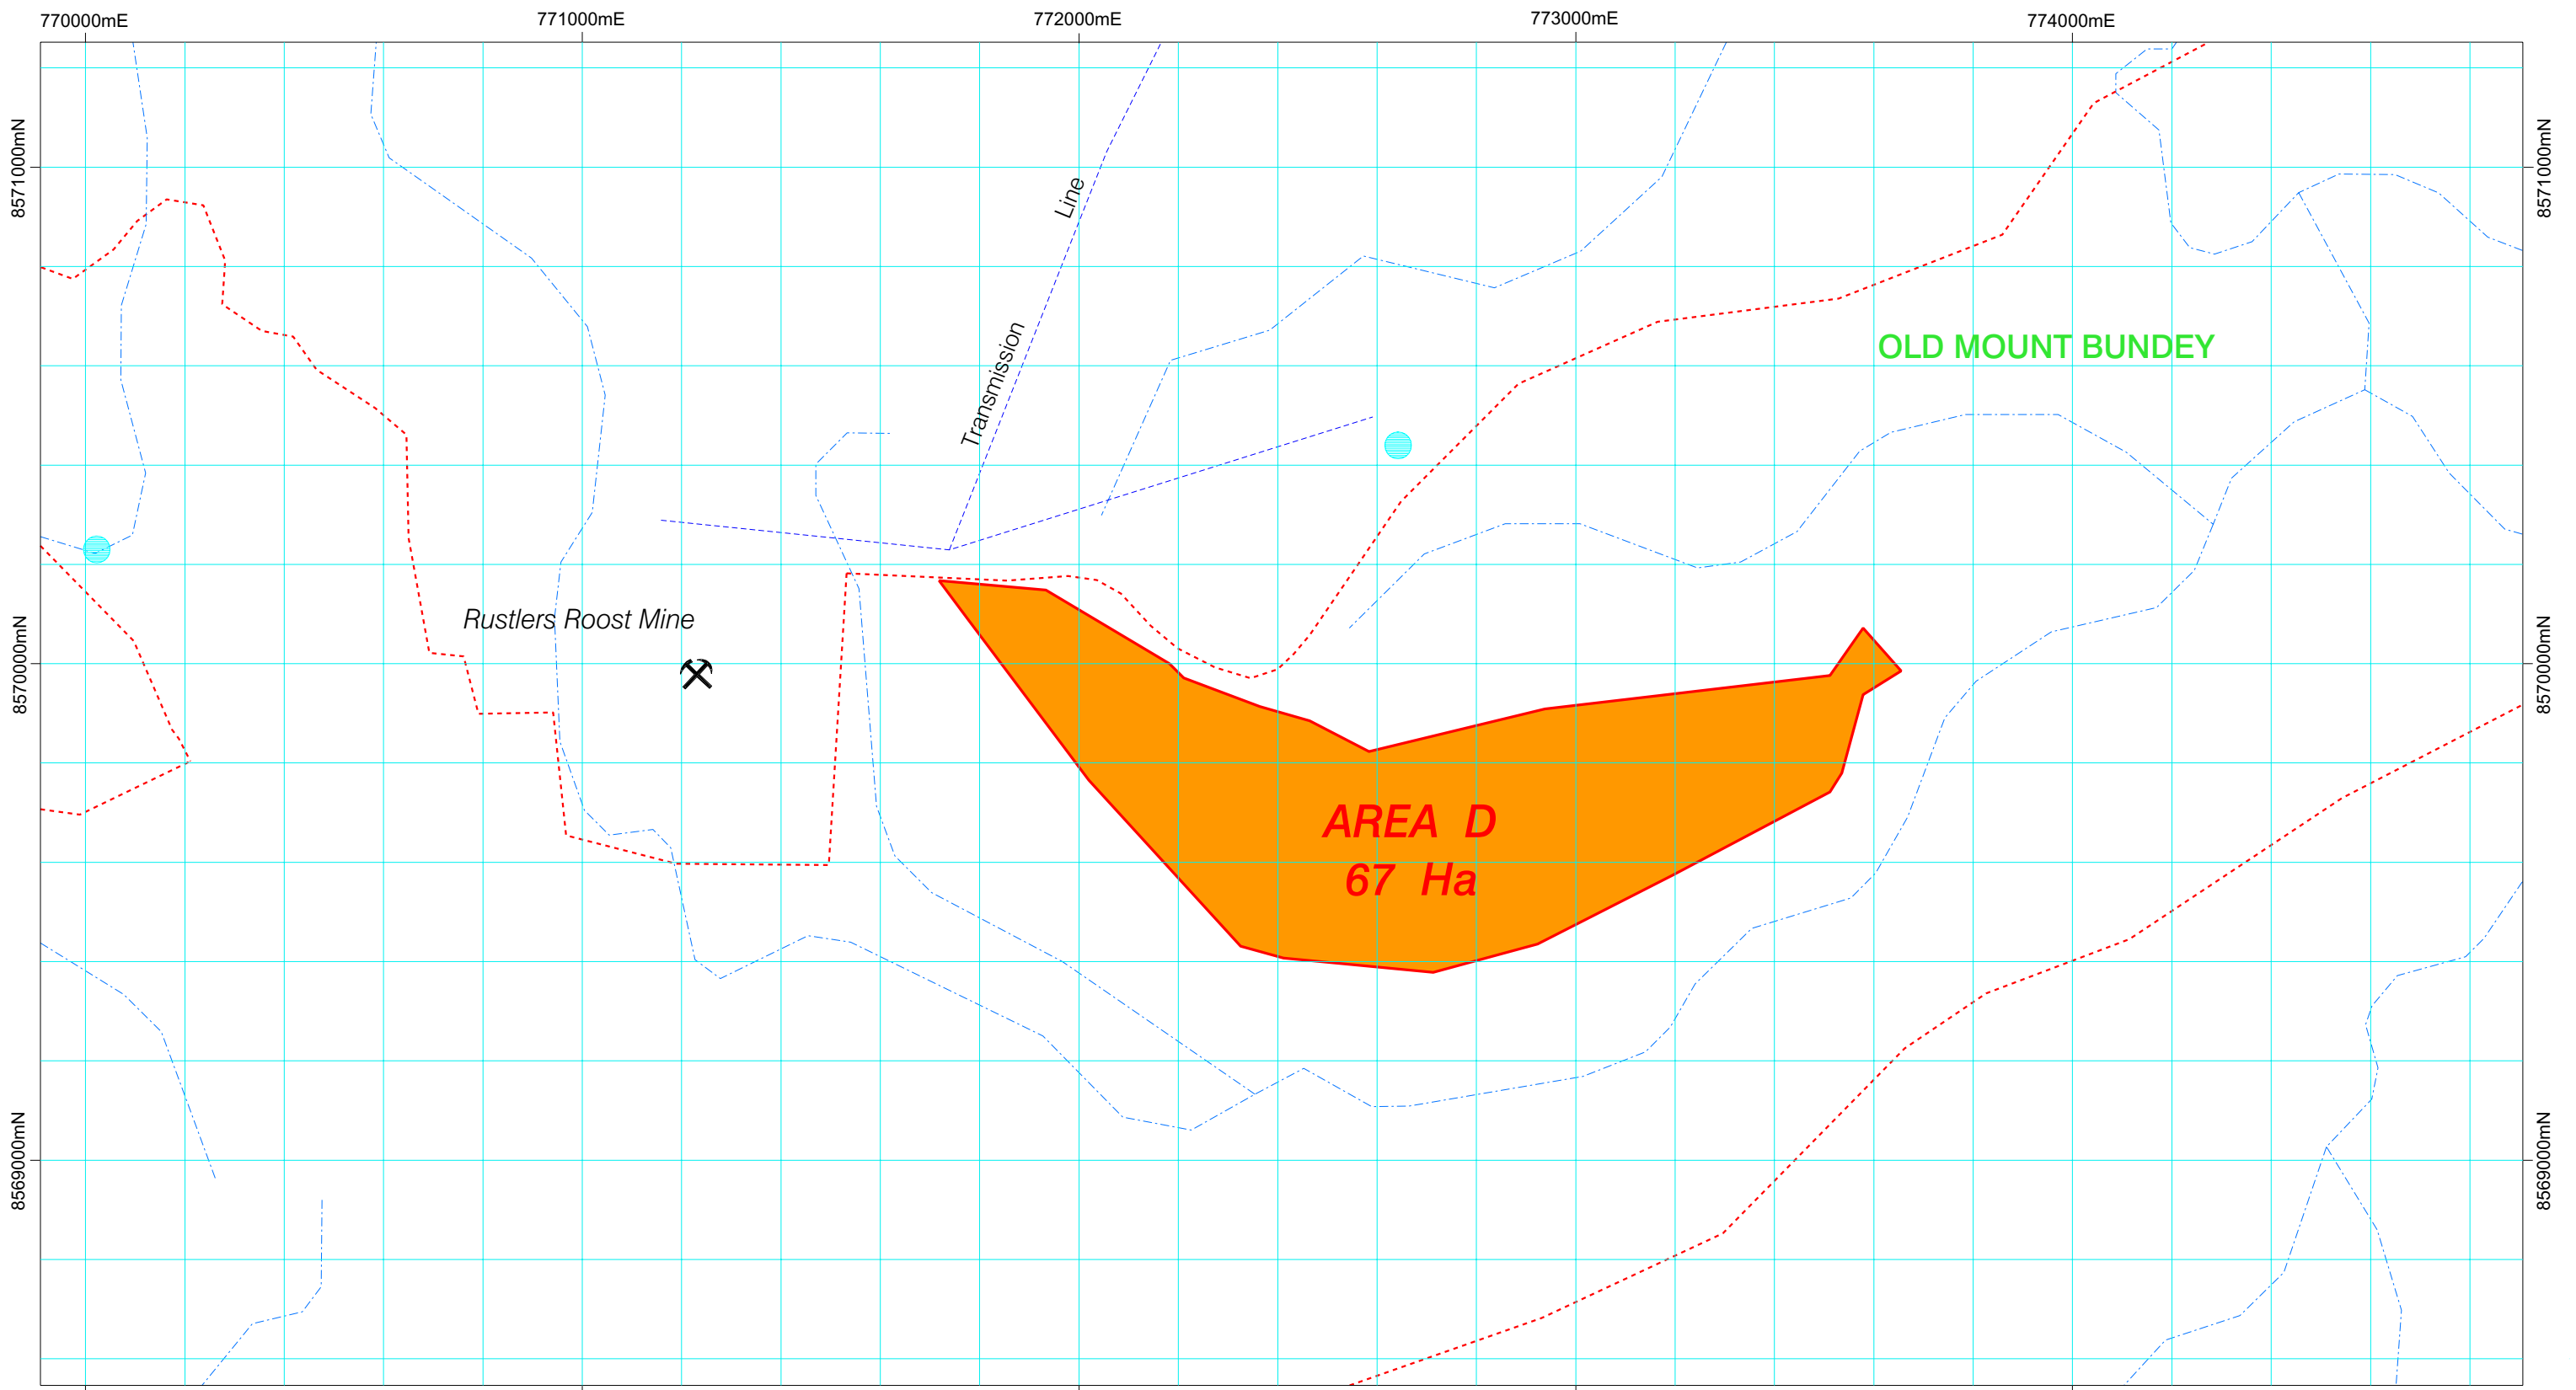 770000mE
771000mE
772000mE
773000mE
774000mE
8571000mN
8571000mN
Transmission Line
OLD MOUNT BUNDEY
Rustlers Roost Mine
8570000mN
8570000mN
AREA D
67 Ha
8569000mN
8569000mN